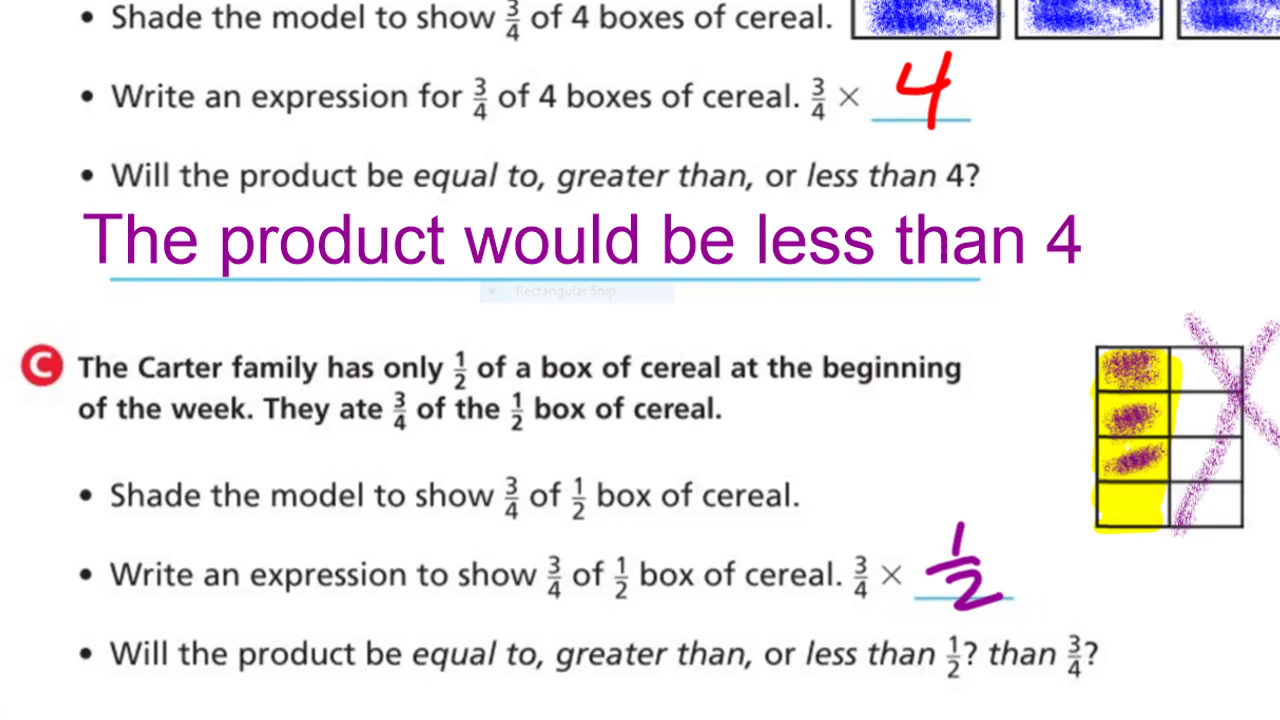 • Shade the model to show 3/4 of 4 boxes of cereal.
• Write an expression for 3/4 of 4 boxes of cereal. 3/4 × 4
• Will the product be equal to, greater than, or less than 4?
The product would be less than 4
Rectangular Snip
C The Carter family has only 1/2 of a box of cereal at the beginning
of the week. They ate 3/4 of the 1/2 box of cereal.
• Shade the model to show 3/4 of 1/2 box of cereal.
• Write an expression to show 3/4 of 1/2 box of cereal. 3/4 × 1/2
• Will the product be equal to, greater than, or less than 1/2? than 3/4?